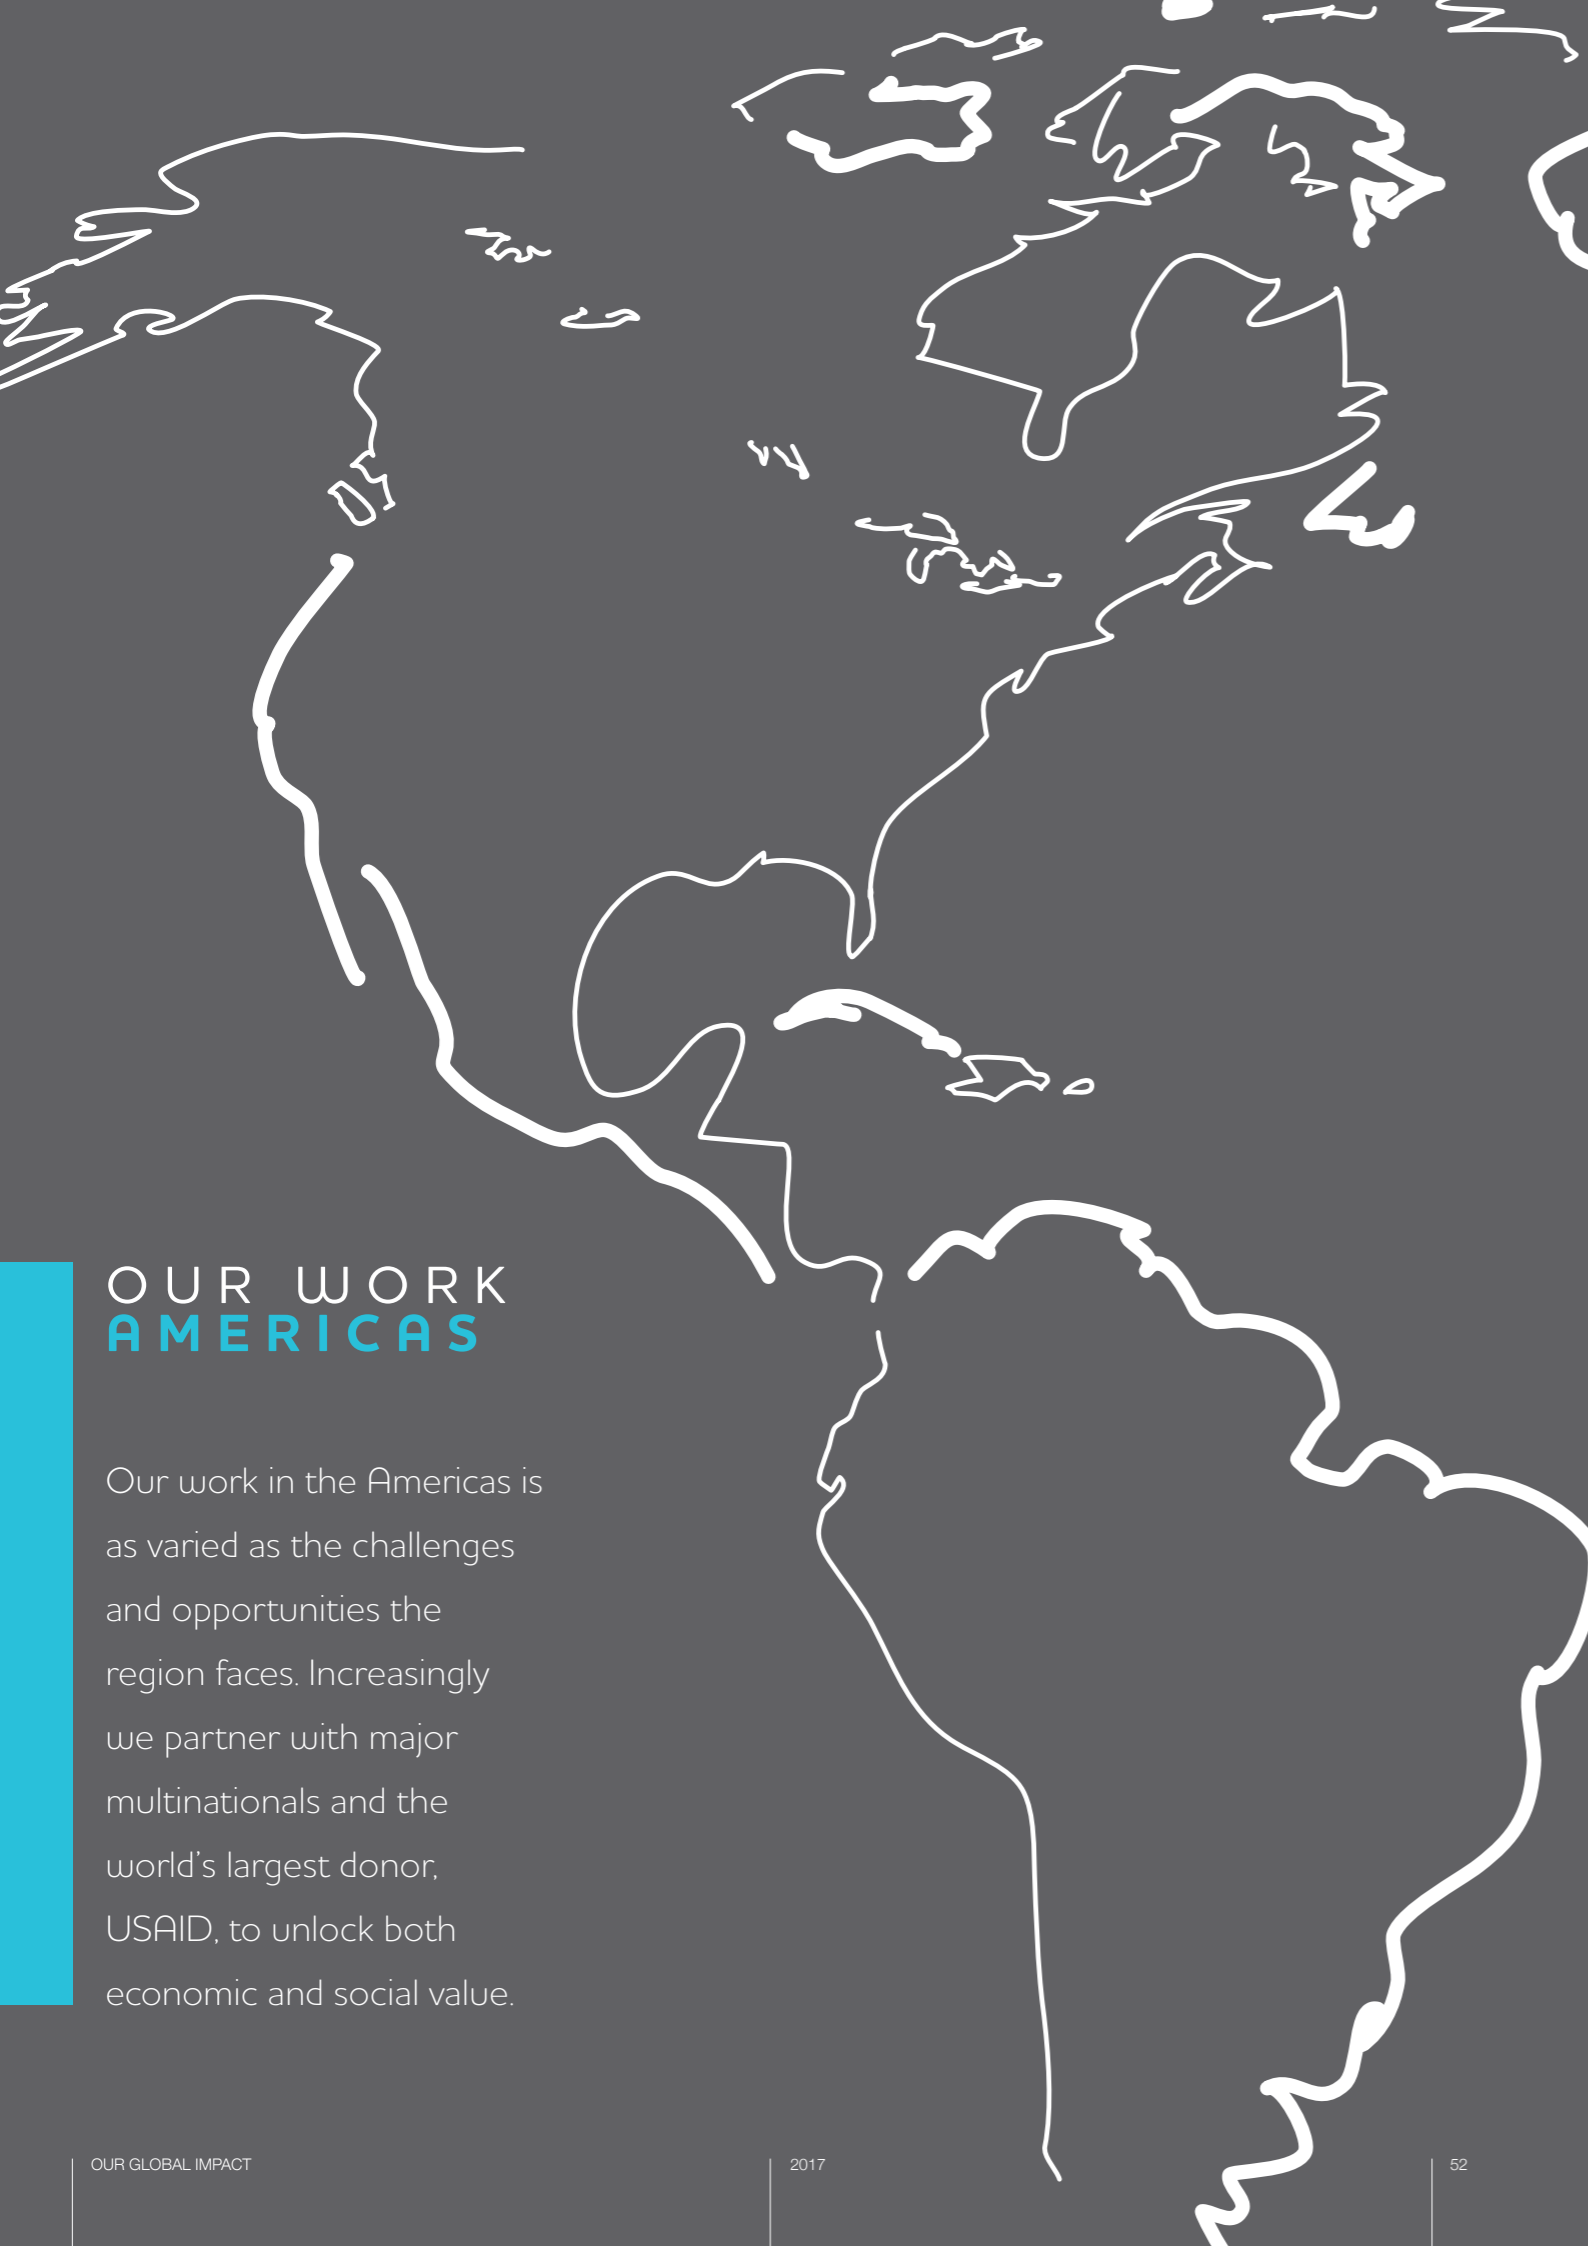 OUR WORK
AMERICAS
Our work in the Americas is
as varied as the challenges
and opportunities the
region faces. Increasingly
we partner with major
multinationals and the
world's largest donor,
USAID, to unlock both
economic and social value.
OUR GLOBAL IMPACT
2017
52